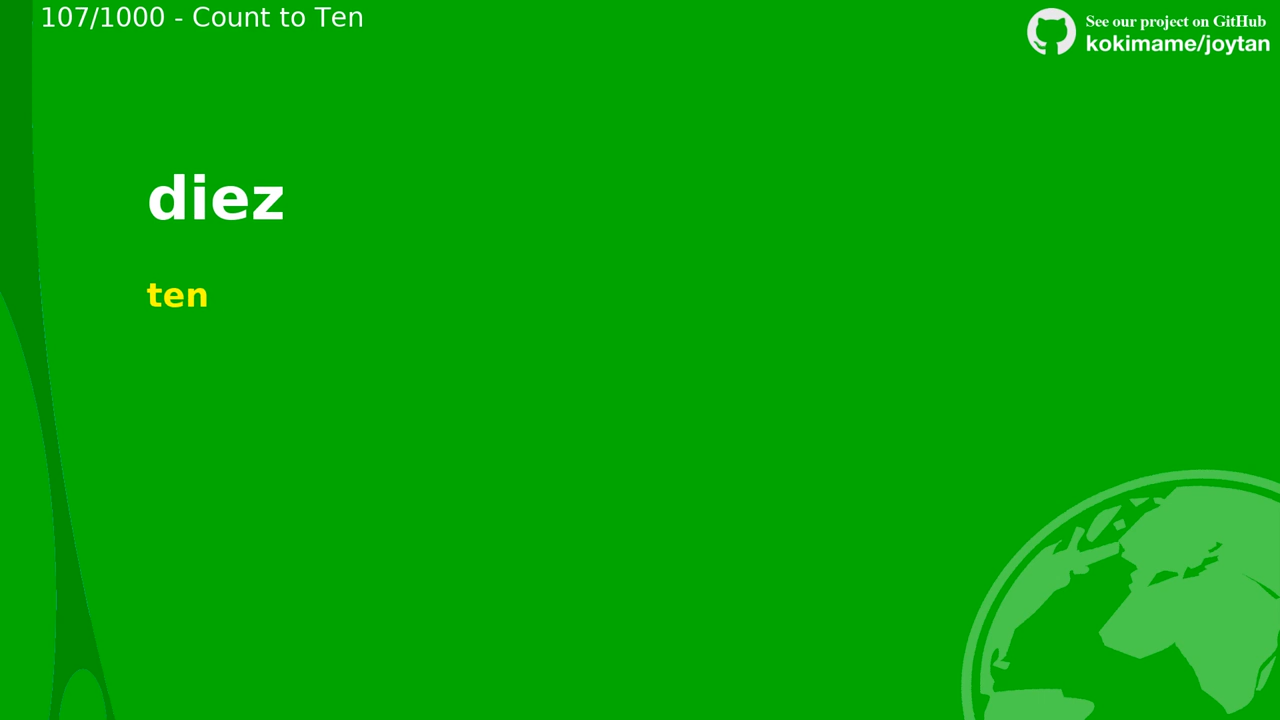 107/1000 - Count to Ten
See our project on GitHub
kokimame/joytan
diez
ten